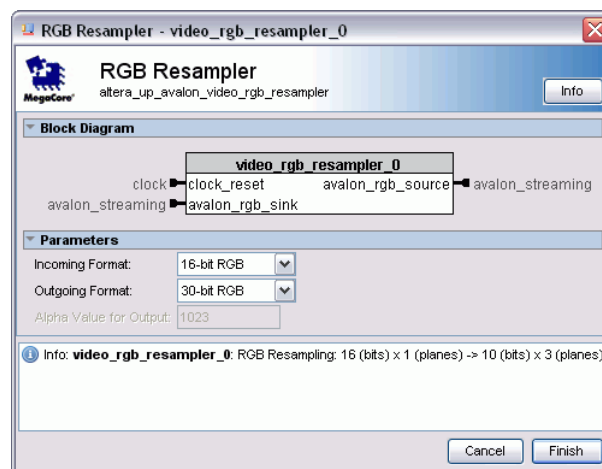 RGB Resampler - video_rgb_resampler_0
MegaCore'
RGB Resampler
altera_up_avalon_video_rgb_resampler
Info
Block Diagram
video_rgb_resampler_0
clock clock_reset avalon_rgb_source avalon_streaming
avalon_streaming avalon_rgb_sink
Parameters
Incoming Format: 16-bit RGB
Outgoing Format: 30-bit RGB
Alpha Value for Output: 1023
Info: video_rgb_resampler_0: RGB Resampling: 16 (bits) x 1 (planes) -> 10 (bits) x 3 (planes)
Cancel Finish